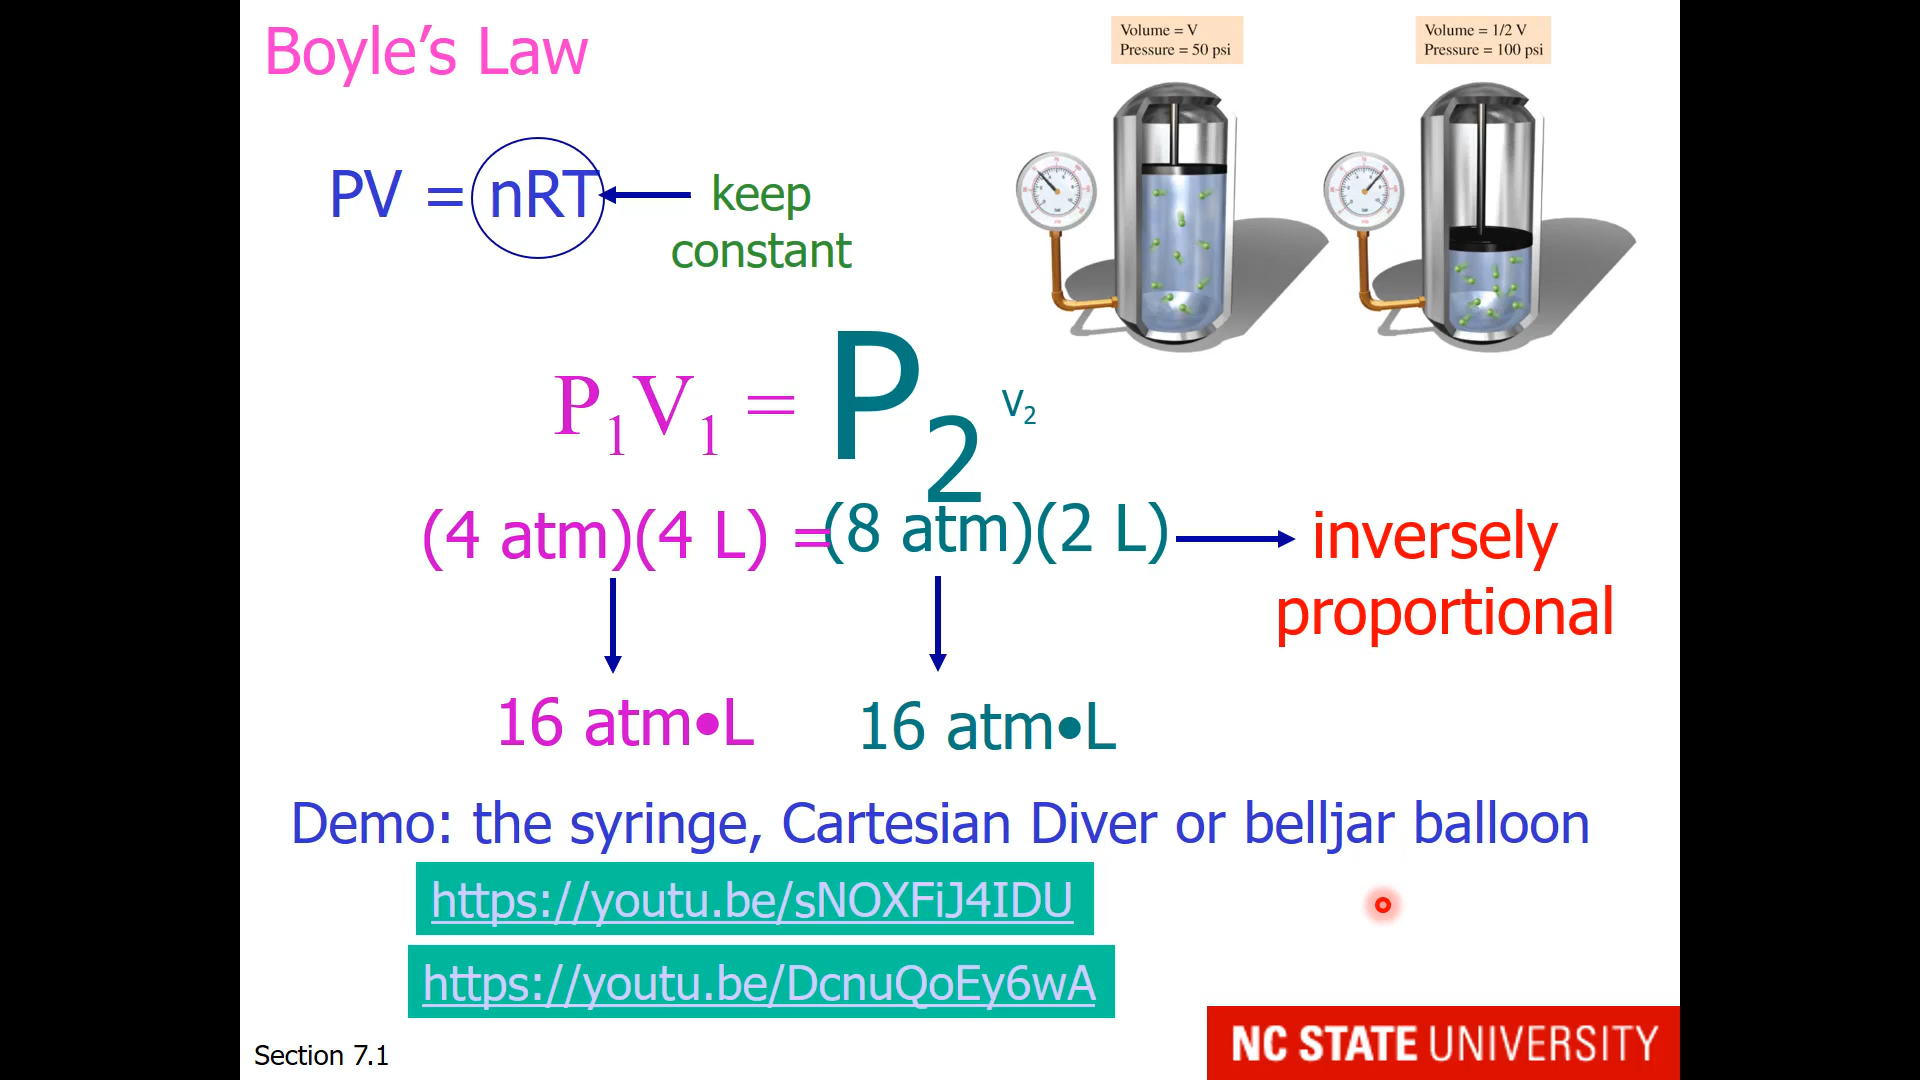 Boyle’s Law
Volume = V
Pressure = 50 psi
Volume = 1/2 V
Pressure = 100 psi
PV = nRT
keep
constant
P₁V₁ = P₂ V₂
(4 atm)(4 L) = (8 atm)(2 L)
inversely
proportional
16 atm•L
16 atm•L
Demo: the syringe, Cartesian Diver or belljar balloon
https://youtu.be/sNOXFiJ4IDU
https://youtu.be/DcnuQoEy6wA
Section 7.1
NC STATE UNIVERSITY